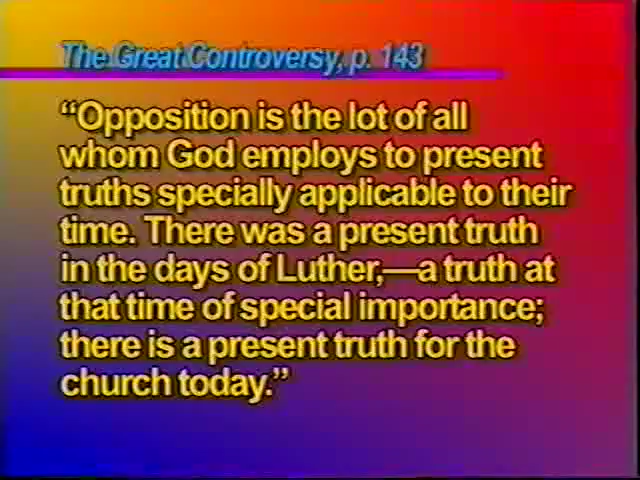 The Great Controversy, p. 143
“Opposition is the lot of all
whom God employs to present
truths specially applicable to their
time. There was a present truth
in the days of Luther,—a truth at
that time of special importance;
there is a present truth for the
church today.”